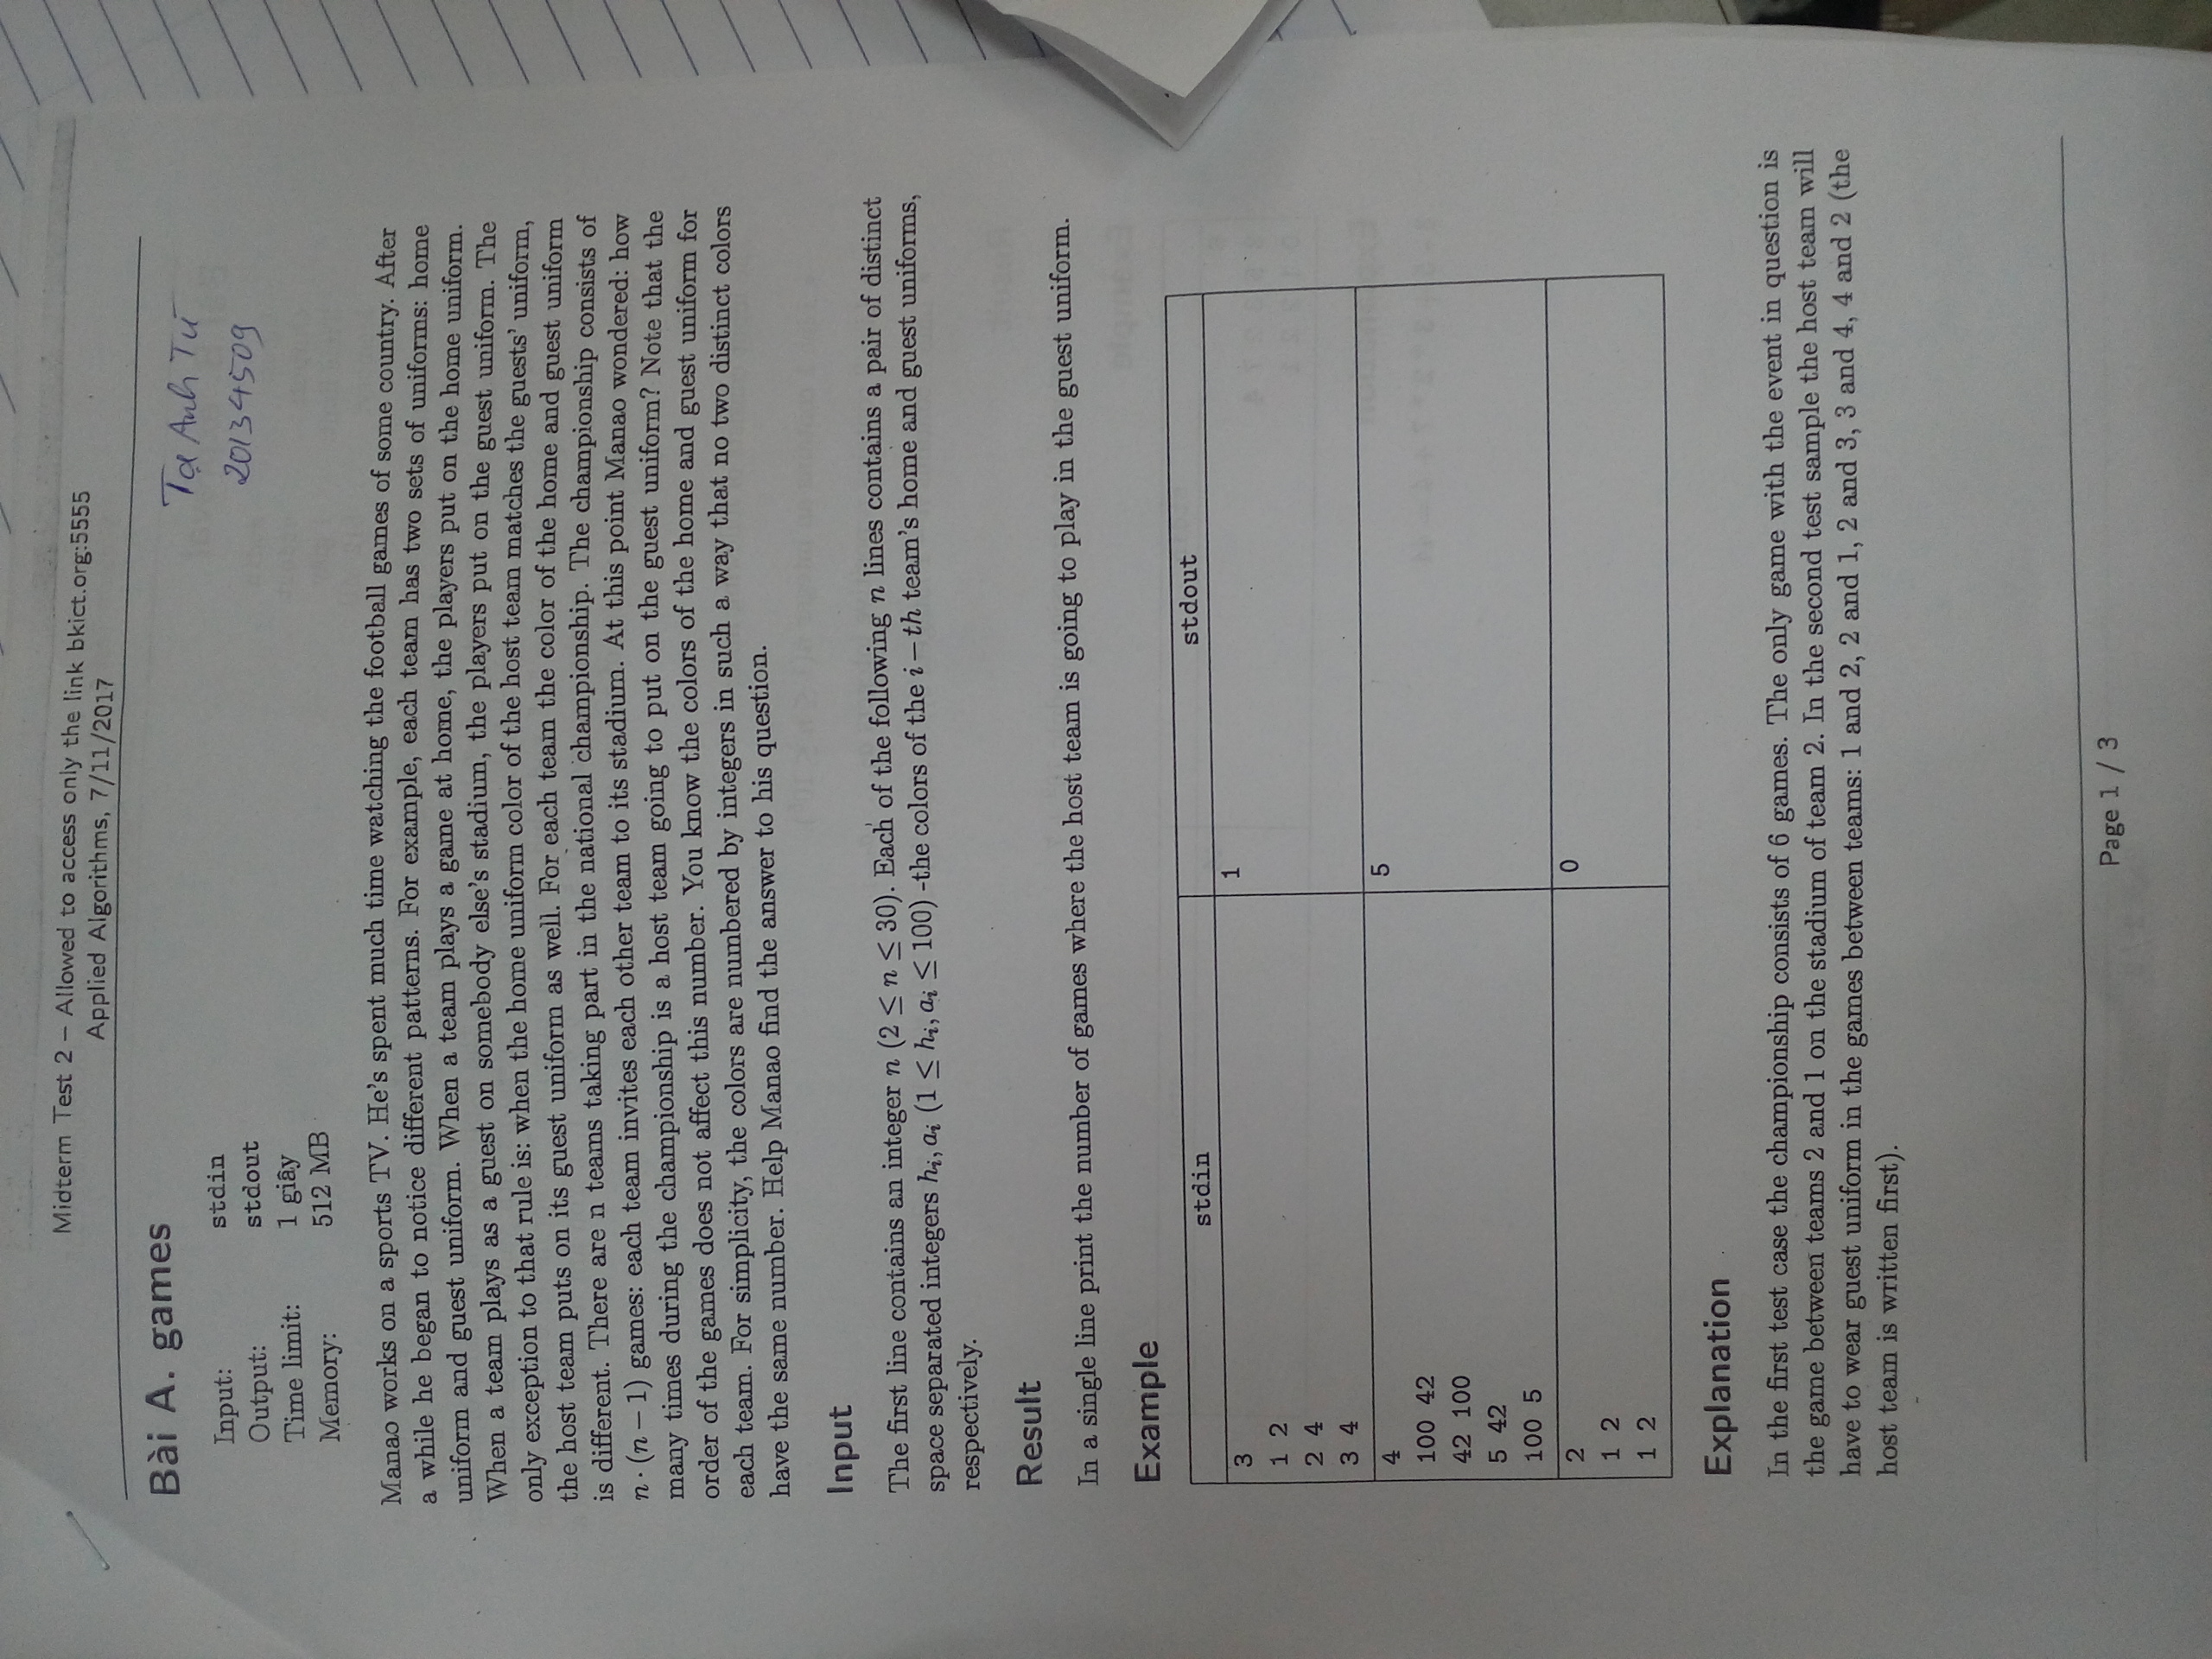 Midterm Test 2 – Allowed to access only the link bkict.org:5555
Applied Algorithms, 7/11/2017
Bài A. games
Tạ Anh Tú
20134509
Input: stdin
Output: stdout
Time limit: 1 giây
Memory: 512 MB
Manao works on a sports TV. He's spent much time watching the football games of some country. After
a while he began to notice different patterns. For example, each team has two sets of uniforms: home
uniform and guest uniform. When a team plays a game at home, the players put on the home uniform.
When a team plays as a guest on somebody else's stadium, the players put on the guest uniform. The
only exception to that rule is: when the home uniform color of the host team matches the guests' uniform,
the host team puts on its guest uniform as well. For each team the color of the home and guest uniform
is different. There are n teams taking part in the national championship. The championship consists of
n · (n − 1) games: each team invites each other team to its stadium. At this point Manao wondered: how
many times during the championship is a host team going to put on the guest uniform? Note that the
order of the games does not affect this number. You know the colors of the home and guest uniform for
each team. For simplicity, the colors are numbered by integers in such a way that no two distinct colors
have the same number. Help Manao find the answer to his question.
Input
The first line contains an integer n (2 ≤ n ≤ 30). Each of the following n lines contains a pair of distinct
space separated integers hᵢ, aᵢ (1 ≤ hᵢ, aᵢ ≤ 100) -the colors of the i − th team's home and guest uniforms,
respectively.
Result
In a single line print the number of games where the host team is going to play in the guest uniform.
Example
stdin stdout
3 1
1 2
2 4
3 4
4 5
100 42
42 100
5 42
100 5
2 0
1 2
1 2
Explanation
In the first test case the championship consists of 6 games. The only game with the event in question is
the game between teams 2 and 1 on the stadium of team 2. In the second test sample the host team will
have to wear guest uniform in the games between teams: 1 and 2, 2 and 1, 2 and 3, 3 and 4, 4 and 2 (the
host team is written first).
Page 1 / 3